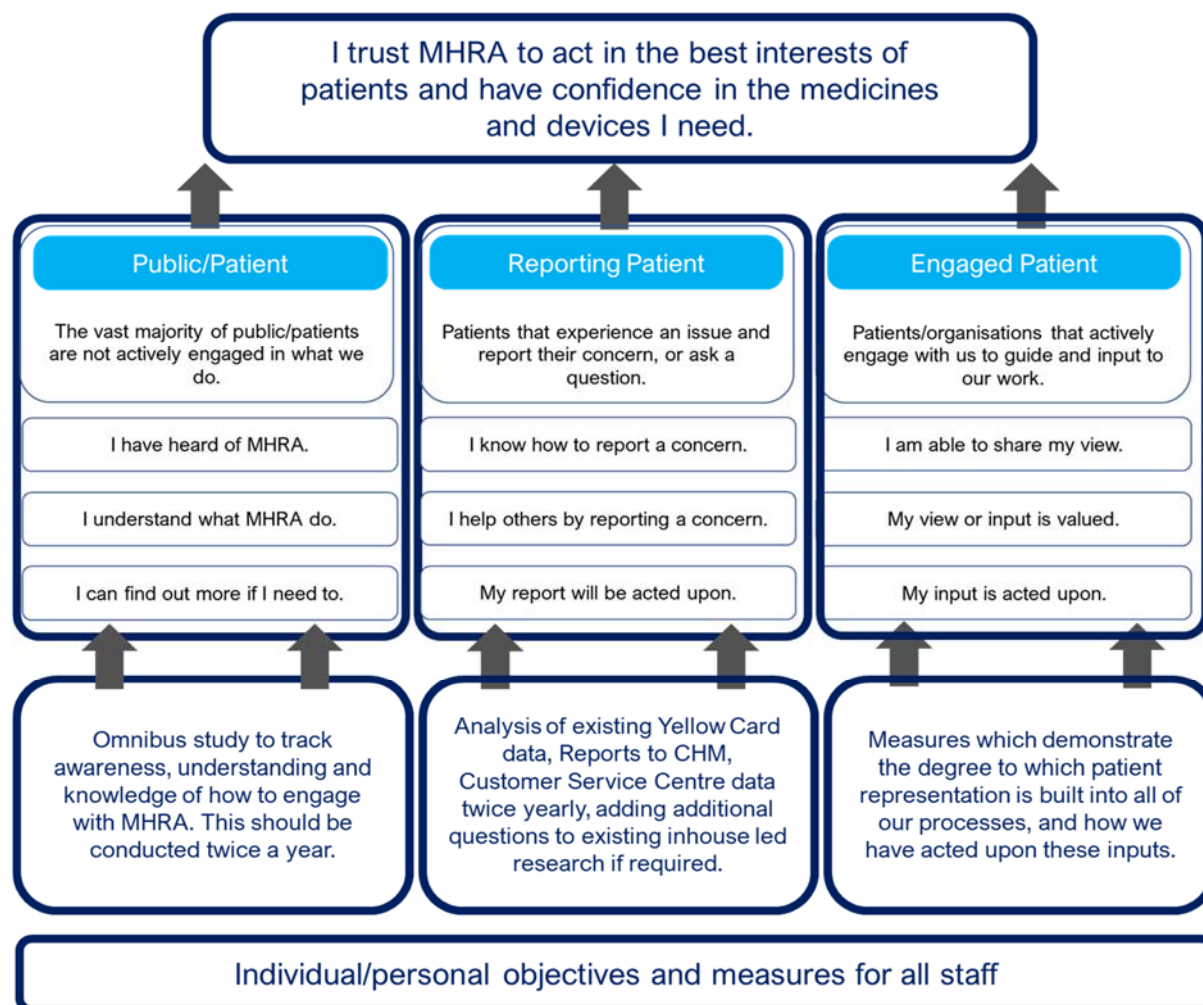 I trust MHRA to act in the best interests of
patients and have confidence in the medicines
and devices I need.
Public/Patient
The vast majority of public/patients
are not actively engaged in what we
do.
I have heard of MHRA.
I understand what MHRA do.
I can find out more if I need to.
Omnibus study to track
awareness, understanding and
knowledge of how to engage
with MHRA. This should be
conducted twice a year.
Reporting Patient
Patients that experience an issue and
report their concern, or ask a
question.
I know how to report a concern.
I help others by reporting a concern.
My report will be acted upon.
Analysis of existing Yellow Card
data, Reports to CHM,
Customer Service Centre data
twice yearly, adding additional
questions to existing inhouse led
research if required.
Engaged Patient
Patients/organisations that actively
engage with us to guide and input to
our work.
I am able to share my view.
My view or input is valued.
My input is acted upon.
Measures which demonstrate
the degree to which patient
representation is built into all of
our processes, and how we
have acted upon these inputs.
Individual/personal objectives and measures for all staff